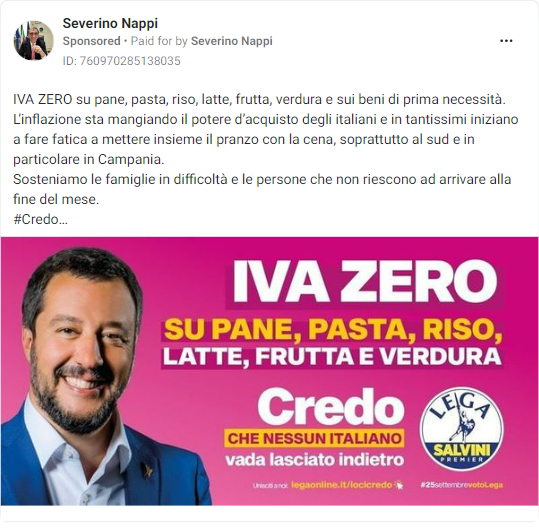 Severino Nappi
Sponsored • Paid for by Severino Nappi
ID: 760970285138035
IVA ZERO su pane, pasta, riso, latte, frutta, verdura e sui beni di prima necessità.
L'inflazione sta mangiando il potere d'acquisto degli italiani e in tantissimi iniziano
a fare fatica a mettere insieme il pranzo con la cena, soprattutto al sud e in
particolare in Campania.
Sosteniamo le famiglie in difficoltà e le persone che non riescono ad arrivare alla
fine del mese.
#Credo...
IVA ZERO
SU PANE, PASTA, RISO,
LATTE, FRUTTA E VERDURA
Credo
CHE NESSUN ITALIANO
vada lasciato indietro
LEGA
SALVINI
PREMIER
Unisciti a noi: legaonline.it/iocicredo
#25settembrevotoLega